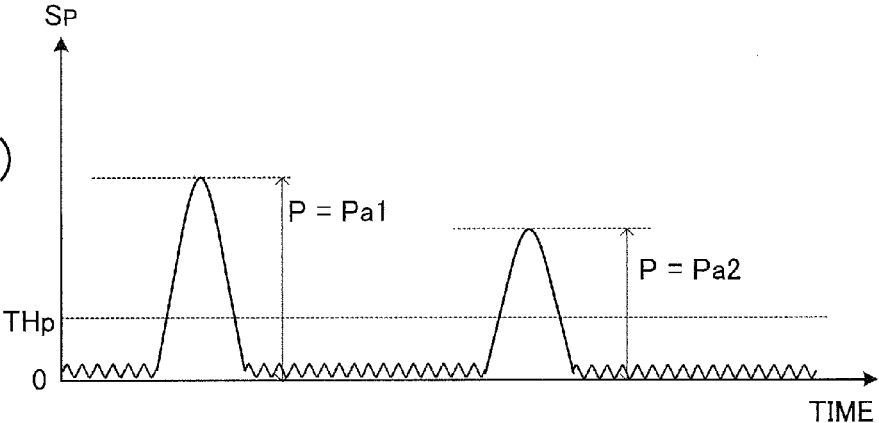 SP
)
P = Pa1
P = Pa2
THp
0
TIME